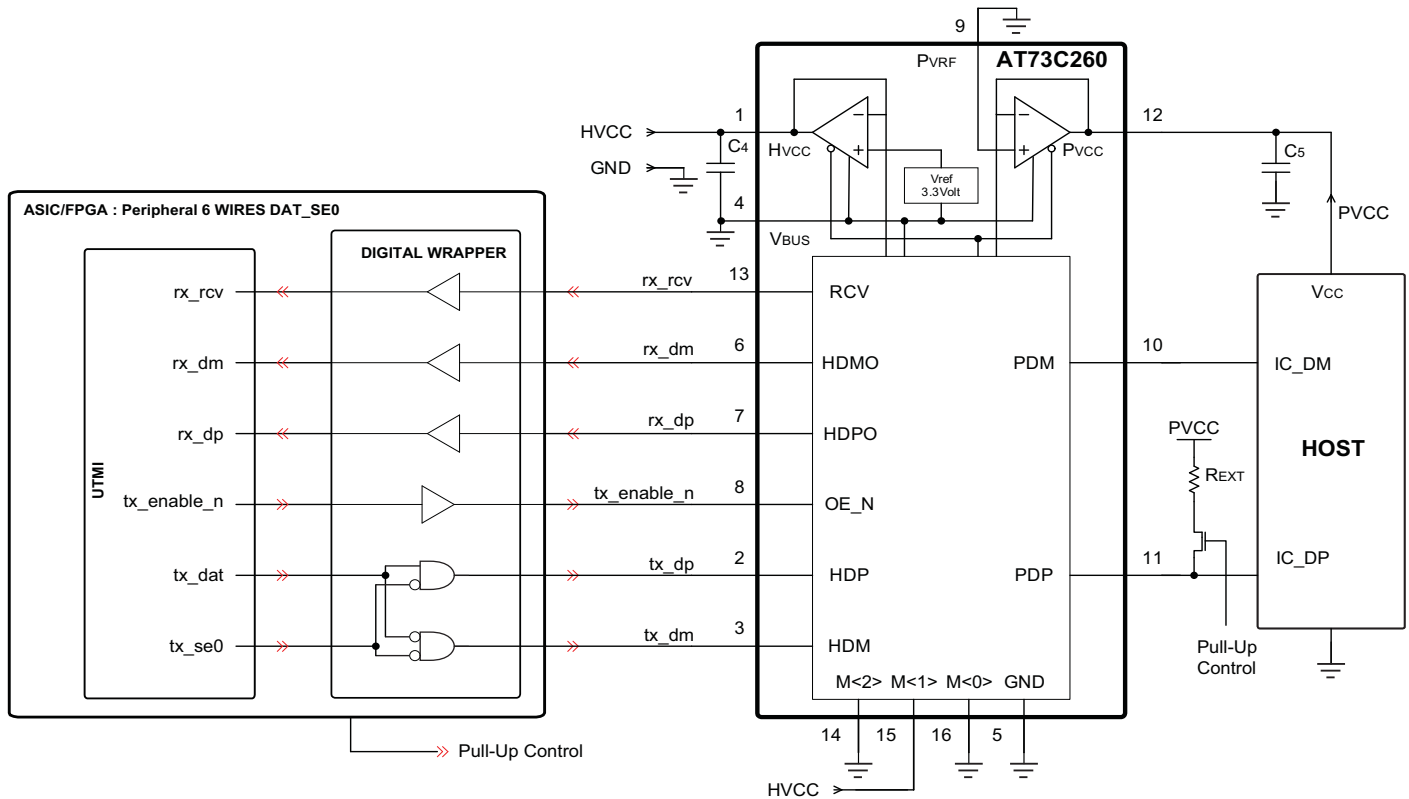 9
PVRF
AT73C260
HVCC
1
C4
HVCC
PVCC
12
C5
GND
Vref
3.3Volt
4
VBUS
PVCC
ASIC/FPGA : Peripheral 6 WIRES DAT_SE0
DIGITAL WRAPPER
UTMI
rx_rcv
rx_rcv
13
RCV
VCC
rx_dm
rx_dm
6
HDMO
PDM
10
IC_DM
rx_dp
rx_dp
7
HDPO
PVCC
REXT
HOST
tx_enable_n
tx_enable_n
8
OE_N
tx_dat
tx_dp
2
HDP
PDP
11
IC_DP
tx_se0
tx_dm
3
HDM
Pull-Up
Control
M<2>
M<1>
M<0>
GND
14
15
16
5
Pull-Up Control
HVCC